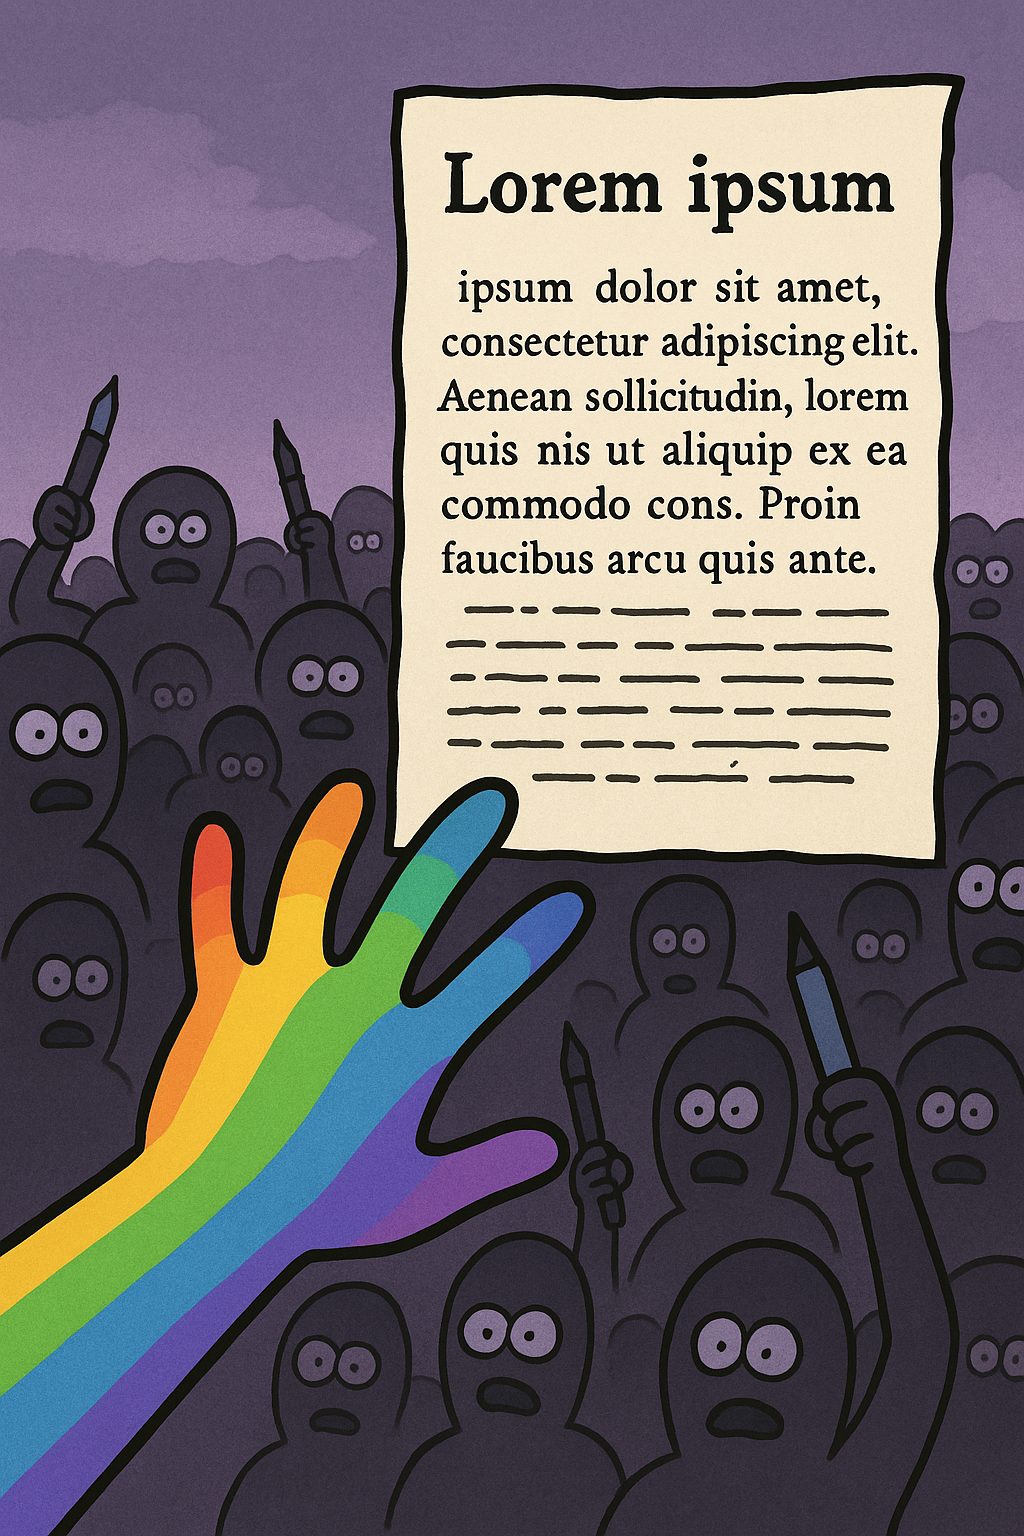 Lorem ipsum
ipsum dolor sit amet,
consectetur adipiscing elit.
Aenean sollicitudin, lorem
quis nis ut aliquip ex ea
commodo cons. Proin
faucibus arcu quis ante.